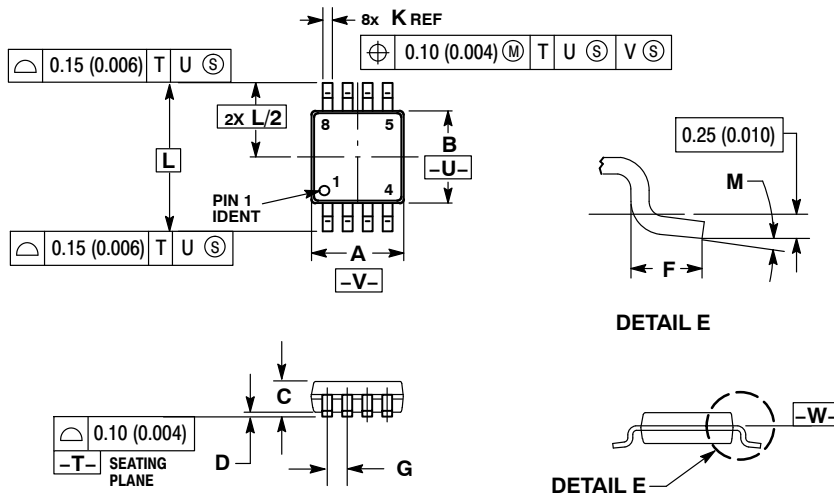 8x K REF
⌖ 0.10 (0.004) Ⓜ T U Ⓢ V Ⓢ
⌓ 0.15 (0.006) T U Ⓢ
2X L/2
8 5
B
-U-
L
PIN 1
IDENT
1
4
⌓ 0.15 (0.006) T U Ⓢ
A
-V-
0.25 (0.010)
M
F
DETAIL E
C
⌓ 0.10 (0.004)
-T- SEATING
PLANE
D
G
-W-
DETAIL E